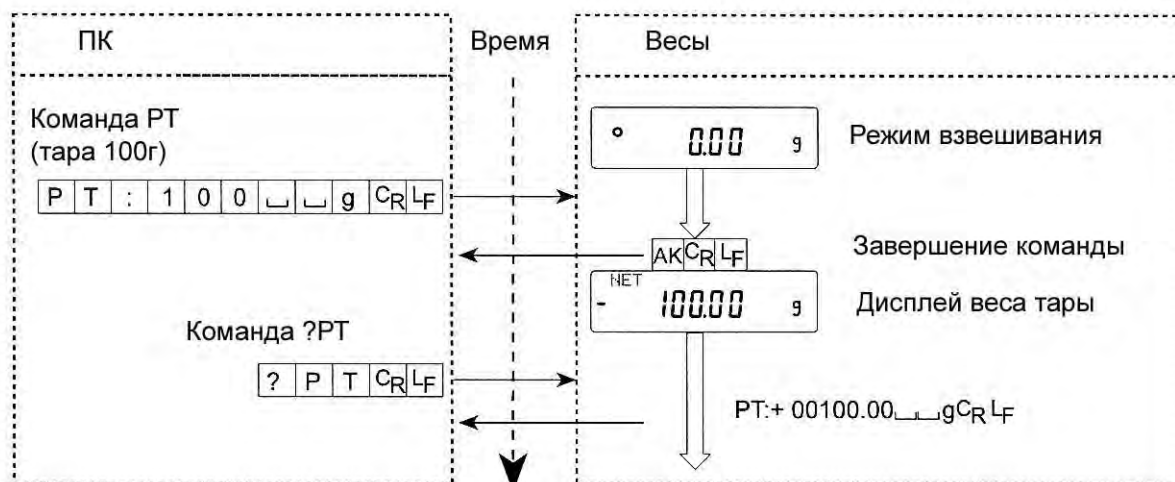 ПК
Время
Весы
Команда PT
(тара 100г)
P T : 1 0 0 ␣ ␣ g CR LF
0.00 g
Режим взвешивания
AK CR LF
Завершение команды
NET
- 100.00 g
Дисплей веса тары
Команда ?PT
? P T CR LF
PT:+ 00100.00␣␣gCR LF